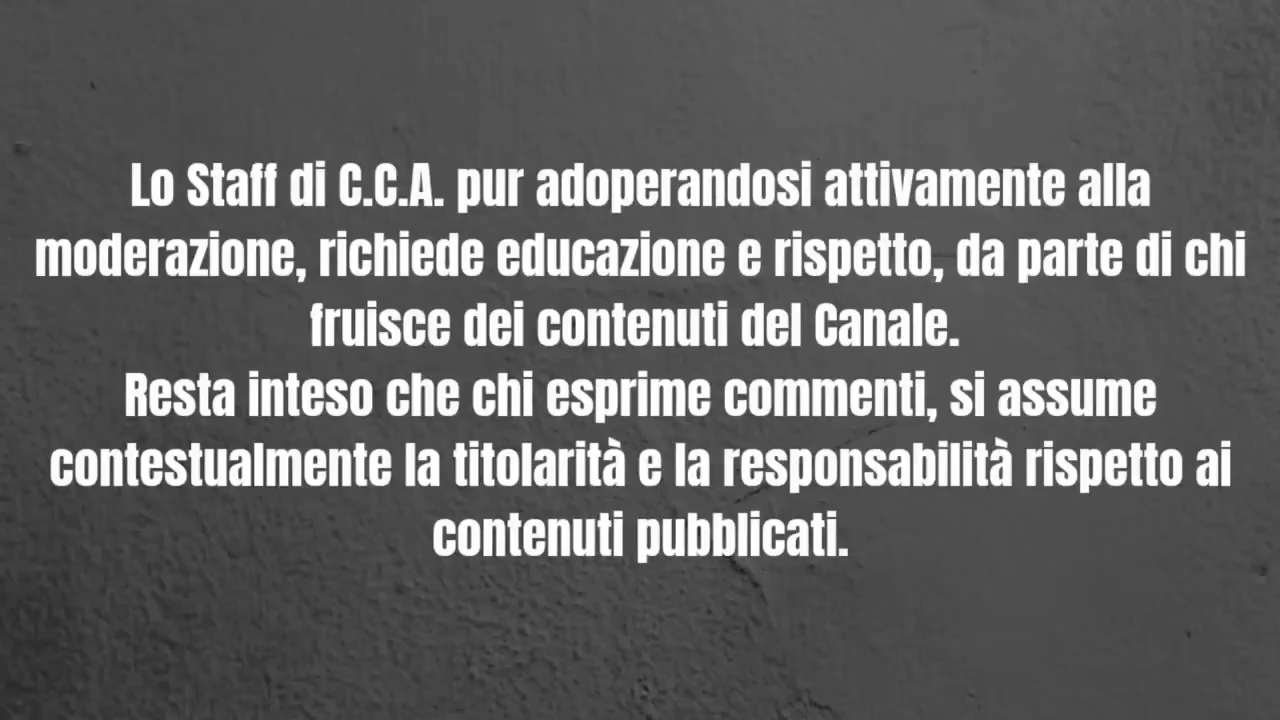 Lo Staff di C.C.A. pur adoperandosi attivamente alla
moderazione, richiede educazione e rispetto, da parte di chi
fruisce dei contenuti del Canale.
Resta inteso che chi esprime commenti, si assume
contestualmente la titolarità e la responsabilità rispetto ai
contenuti pubblicati.